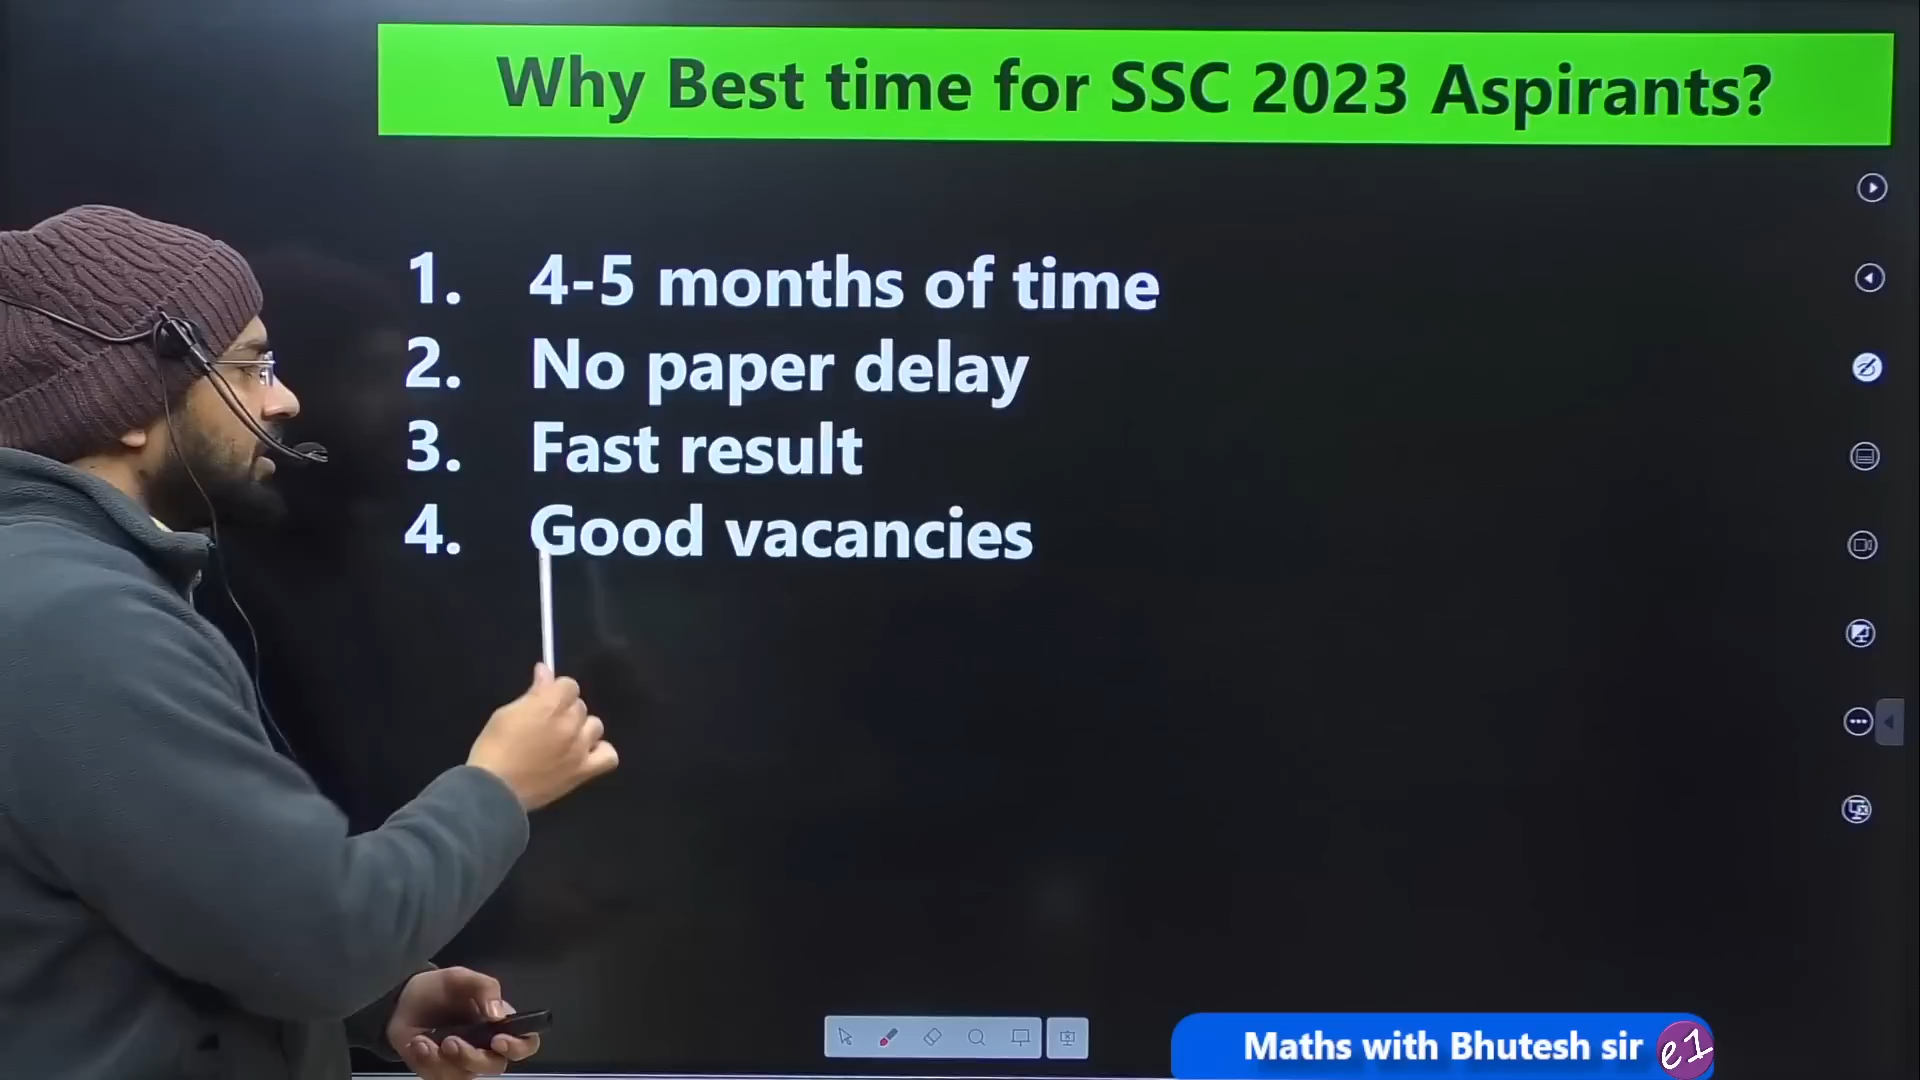 Why Best time for SSC 2023 Aspirants?
1. 4-5 months of time
2. No paper delay
3. Fast result
4. Good vacancies
Maths with Bhutesh sir e1